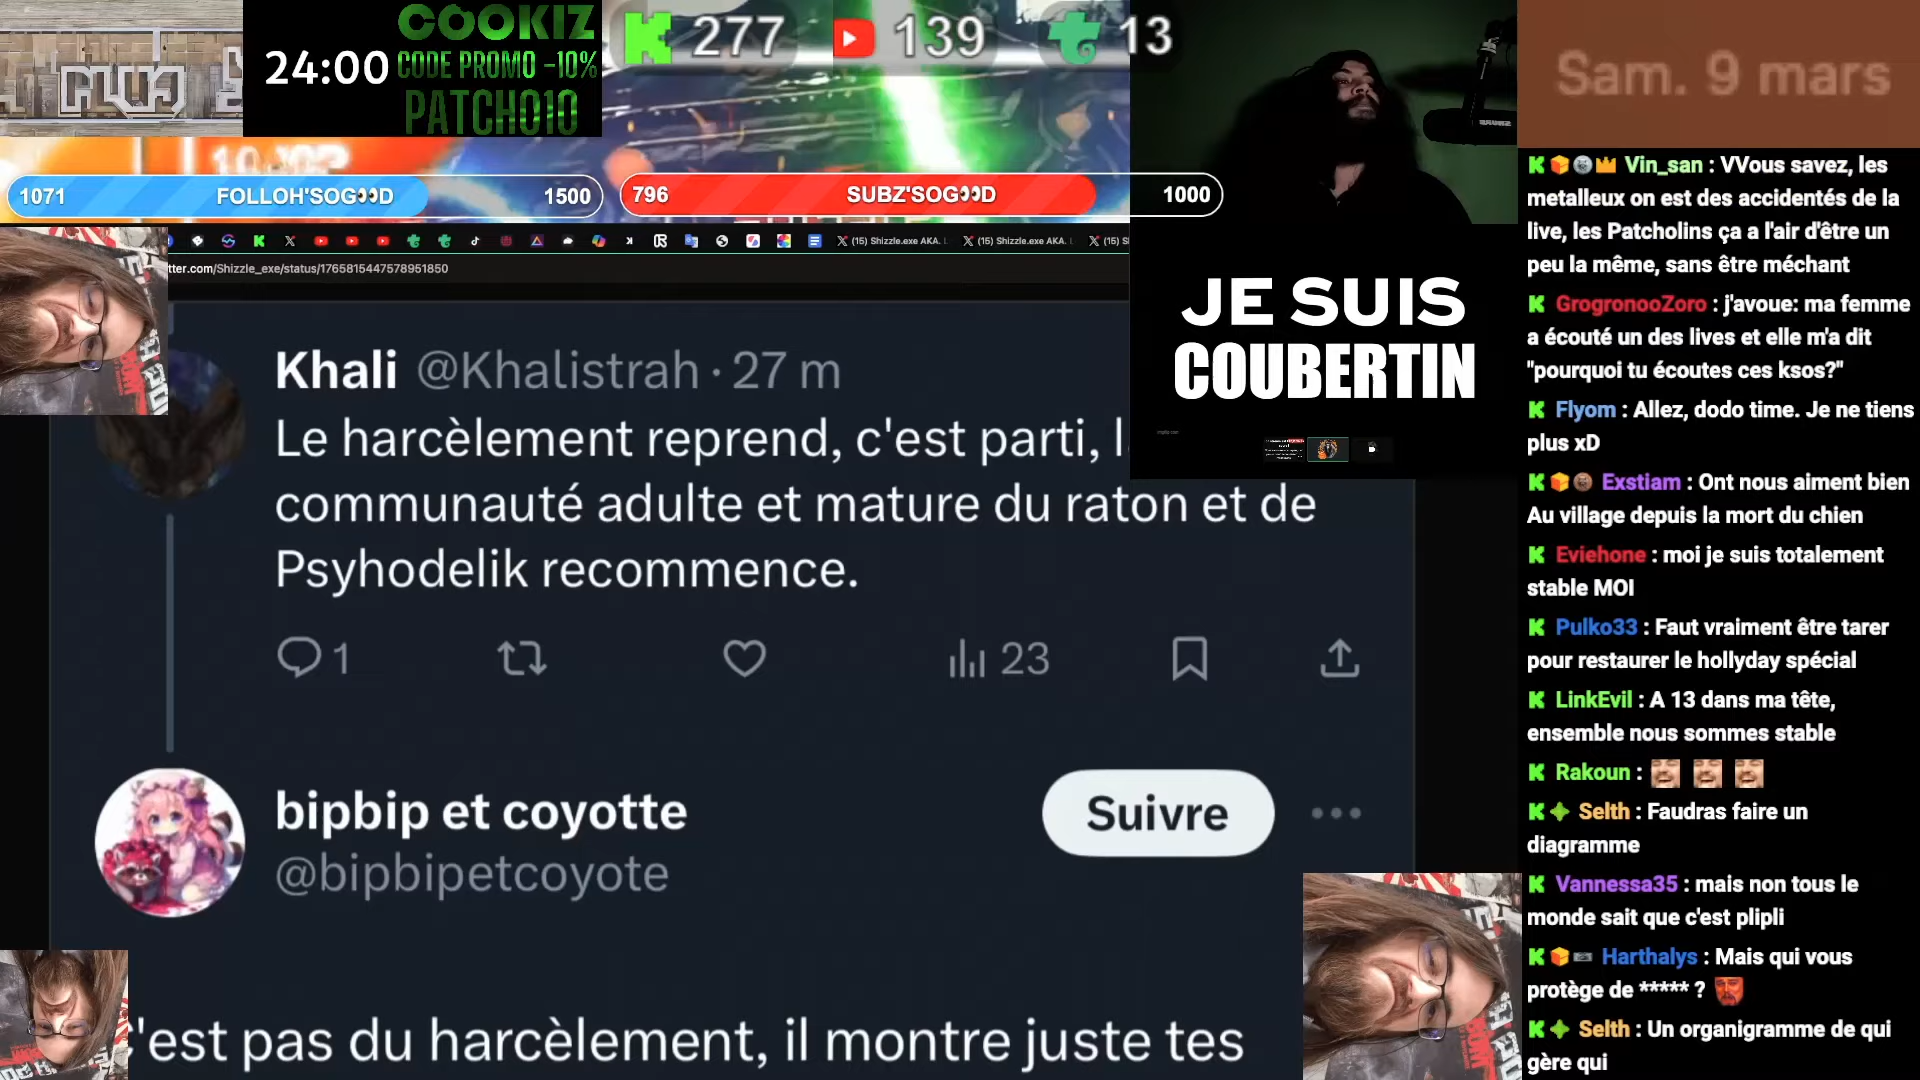 24:00
COOKIZ
CODE PROMO -10%
PATCHO10
277
139
13
Sam. 9 mars
1071 FOLLOH'SOG👀D 1500
796 SUBZ'SOG👀D 1000
(15) Shizzle.exe AKA.
(15) Shizzle.exe AKA.
(15) S
tter.com/Shizzle_exe/status/1765815447578951850
JE SUIS
COUBERTIN
Khali @Khalistrah · 27 m
Le harcèlement reprend, c'est parti,
communauté adulte et mature du raton et de
Psyhodelik recommence.
1
23
bipbip et coyotte
@bipbipetcoyote
Suivre
'est pas du harcèlement, il montre juste tes
Vin_san : VVous savez, les
metalleux on est des accidentés de la
live, les Patcholins ça a l'air d'être un
peu la même, sans être méchant
GrogronooZoro : j'avoue: ma femme
a écouté un des lives et elle m'a dit
"pourquoi tu écoutes ces ksos?"
Flyom : Allez, dodo time. Je ne tiens
plus xD
Exstiam : Ont nous aiment bien
Au village depuis la mort du chien
Eviehone : moi je suis totalement
stable MOI
Pulko33 : Faut vraiment être tarer
pour restaurer le hollyday spécial
LinkEvil : A 13 dans ma tête,
ensemble nous sommes stable
Rakoun :
Selth : Faudras faire un
diagramme
Vannessa35 : mais non tous le
monde sait que c'est plipli
Harthalys : Mais qui vous
protège de ***** ?
Selth : Un organigramme de qui
gère qui